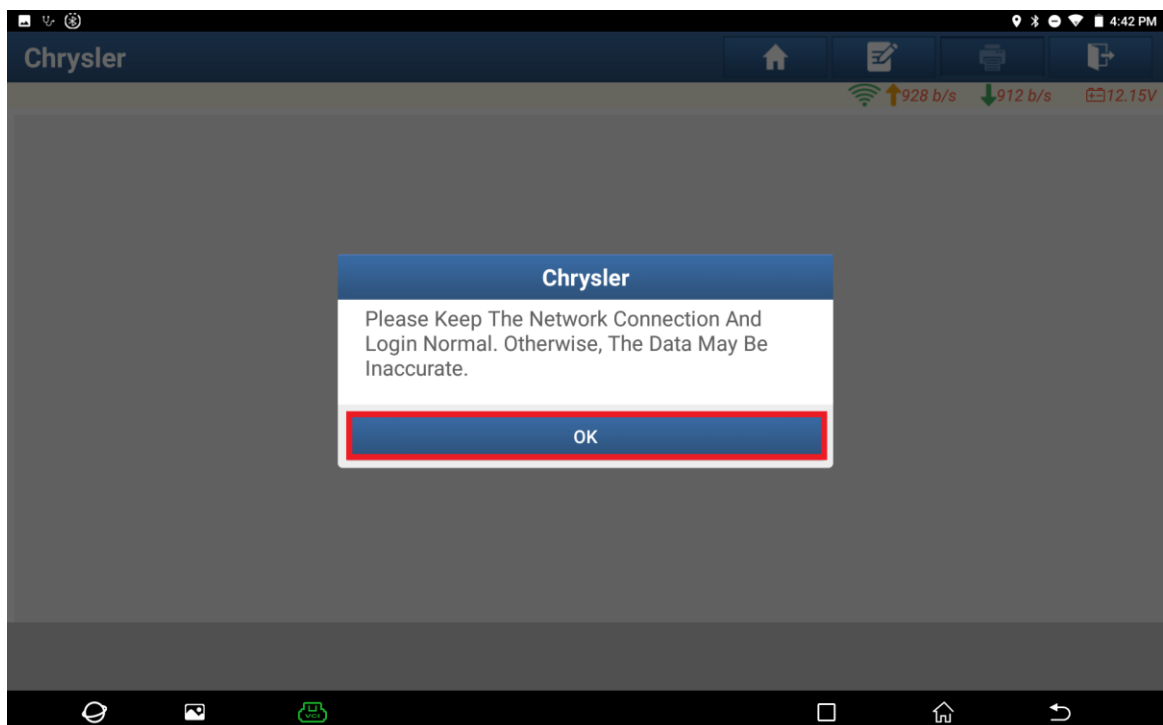 4:42 PM
Chrysler
928 b/s 912 b/s 12.15V
Chrysler
Please Keep The Network Connection And
Login Normal. Otherwise, The Data May Be
Inaccurate.
OK
VCI